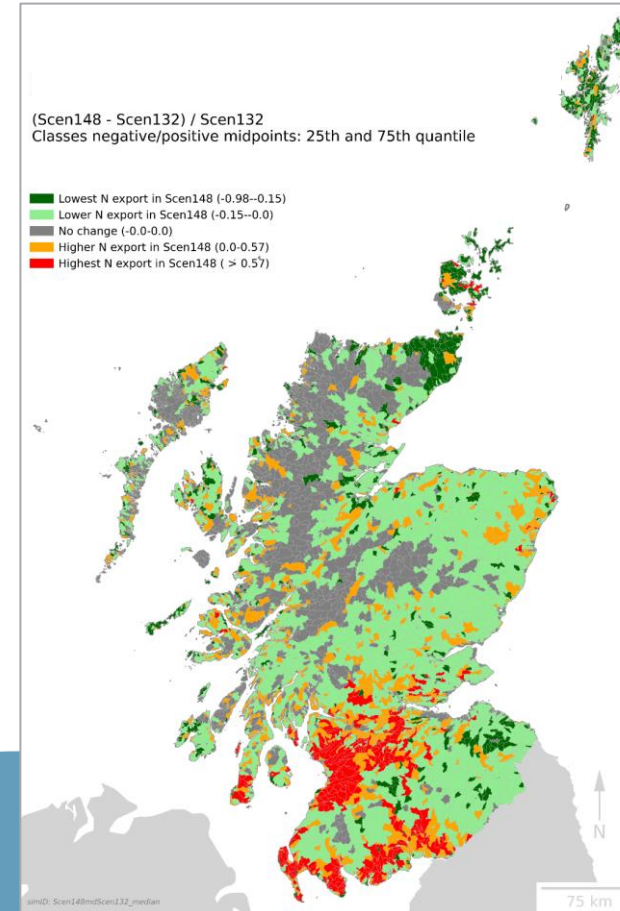 (Scen148 - Scen132) / Scen132
Classes negative/positive midpoints: 25th and 75th quantile
Lowest N export in Scen148 (-0.98--0.15)
Lower N export in Scen148 (-0.15--0.0)
No change (-0.0-0.0)
Higher N export in Scen148 (0.0-0.57)
Highest N export in Scen148 ( > 0.57)
N
75 km
simID: Scen148mdScen132_median